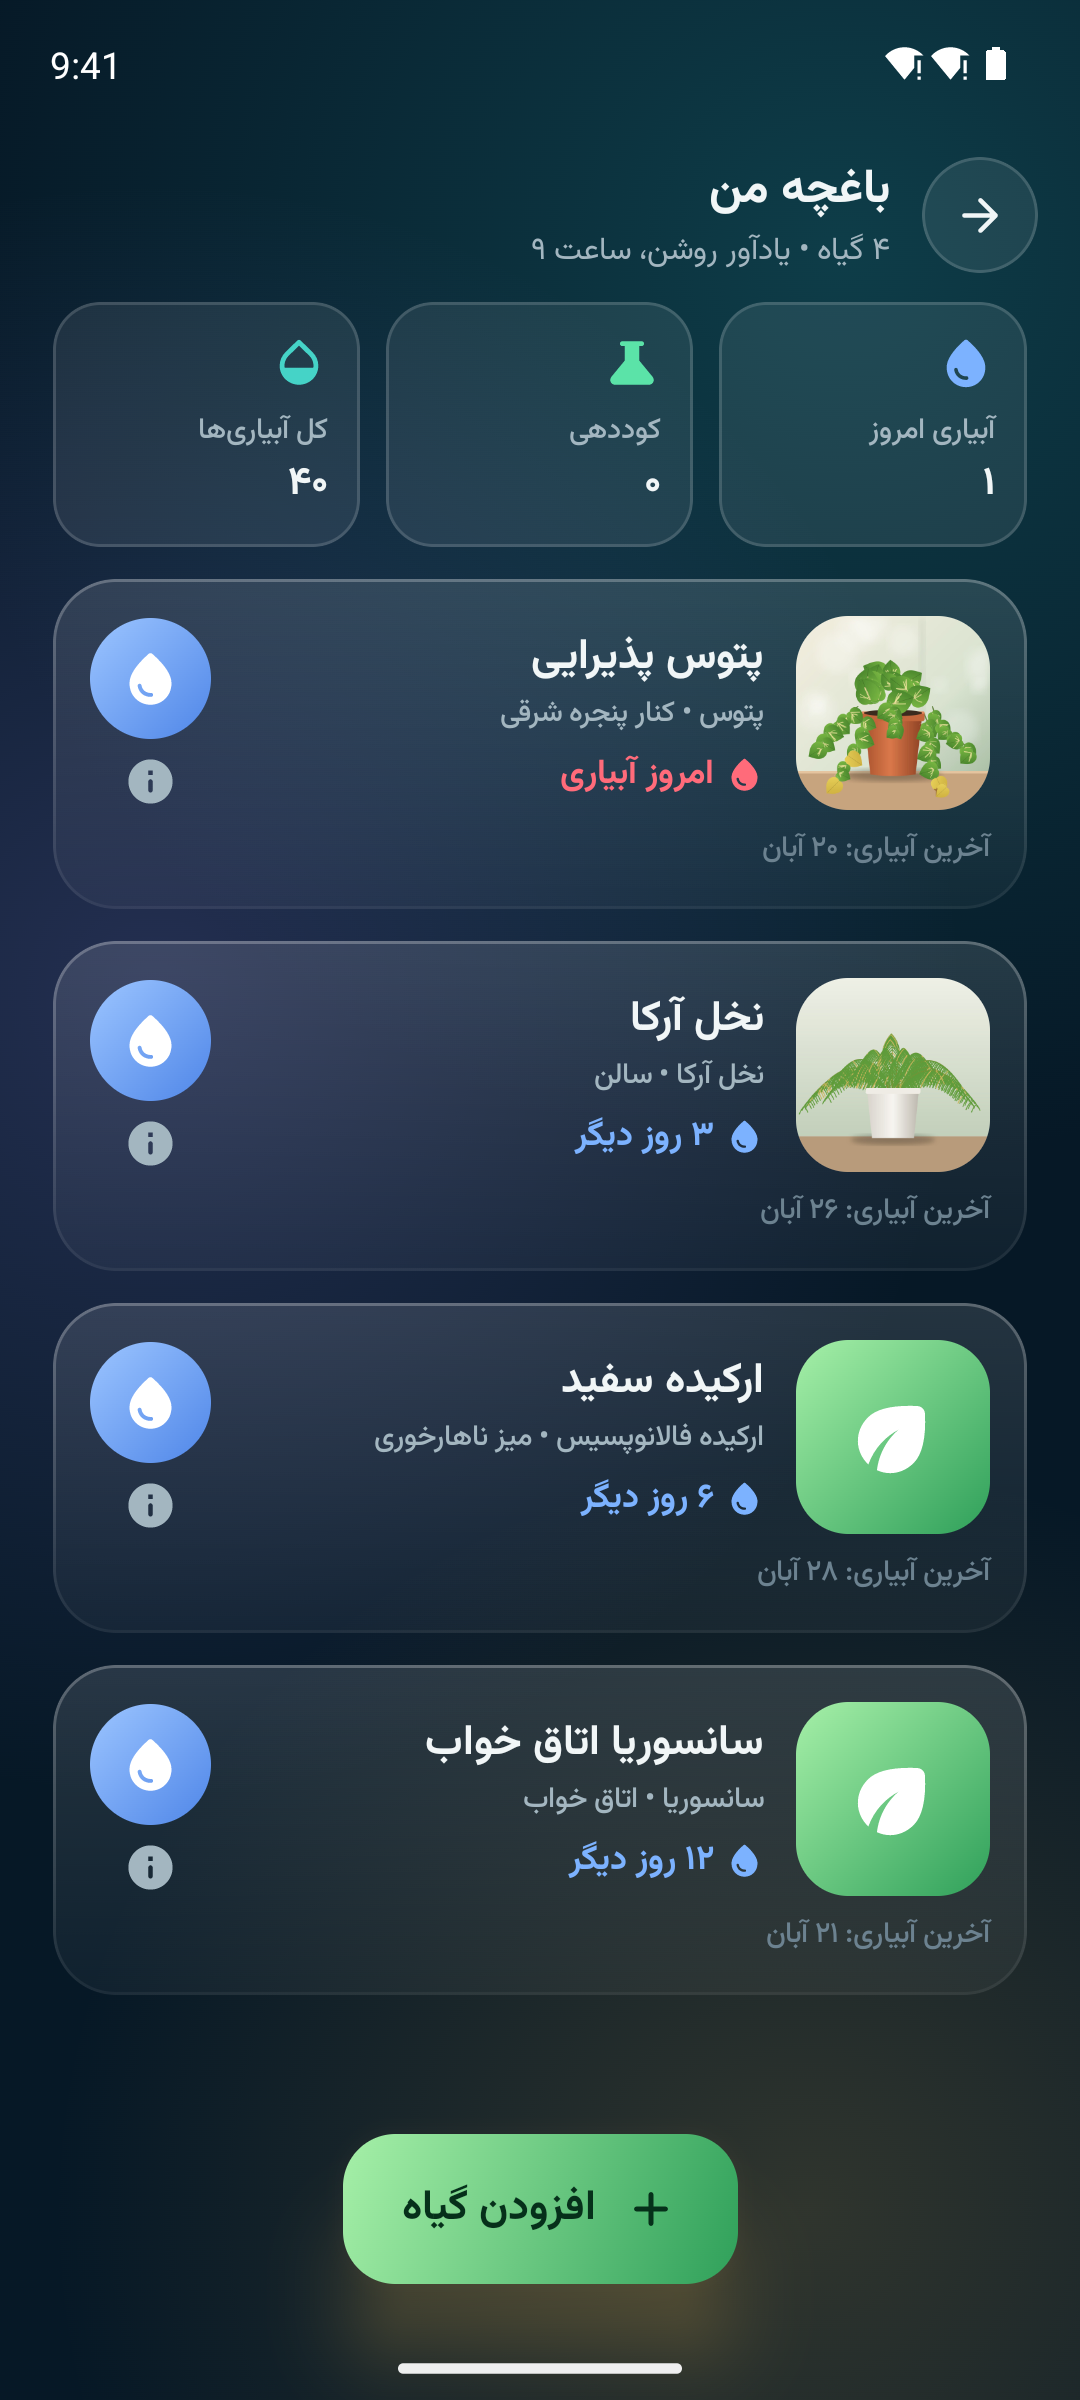 9:41
باغچه من
۴ گیاه • یادآور روشن، ساعت ۹
آبیاری امروز
۱
کوددهی
۰
کل آبیاری‌ها
۴۰
پتوس پذیرایی
پتوس • کنار پنجره شرقی
امروز آبیاری
آخرین آبیاری: ۲۰ آبان
نخل آرکا
نخل آرکا • سالن
۳ روز دیگر
آخرین آبیاری: ۲۶ آبان
ارکیده سفید
ارکیده فالانوپسیس • میز ناهارخوری
۶ روز دیگر
آخرین آبیاری: ۲۸ آبان
سانسوریا اتاق خواب
سانسوریا • اتاق خواب
۱۲ روز دیگر
آخرین آبیاری: ۲۱ آبان
افزودن گیاه